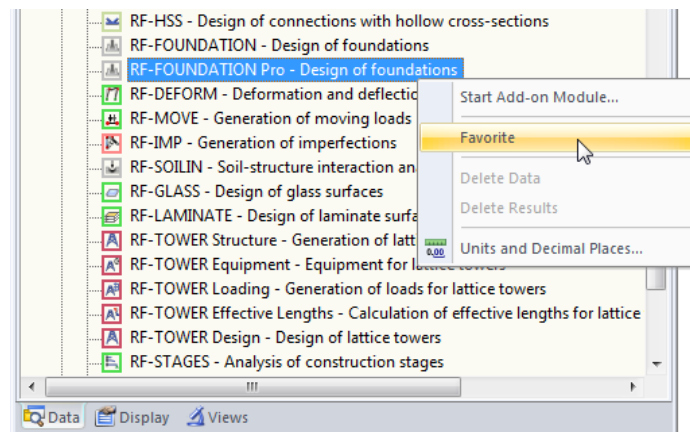 RF-HSS - Design of connections with hollow cross-sections
RF-FOUNDATION - Design of foundations
RF-FOUNDATION Pro - Design of foundations
RF-DEFORM - Deformation and deflectic
RF-MOVE - Generation of moving loads
RF-IMP - Generation of imperfections
RF-SOILIN - Soil-structure interaction an
RF-GLASS - Design of glass surfaces
RF-LAMINATE - Design of laminate surfa
RF-TOWER Structure - Generation of latt
RF-TOWER Equipment - Equipment for lattice towers
RF-TOWER Loading - Generation of loads for lattice towers
RF-TOWER Effective Lengths - Calculation of effective lengths for lattice
RF-TOWER Design - Design of lattice towers
RF-STAGES - Analysis of construction stages
Start Add-on Module...
Favorite
Delete Data
Delete Results
0,00 Units and Decimal Places...
Data Display Views